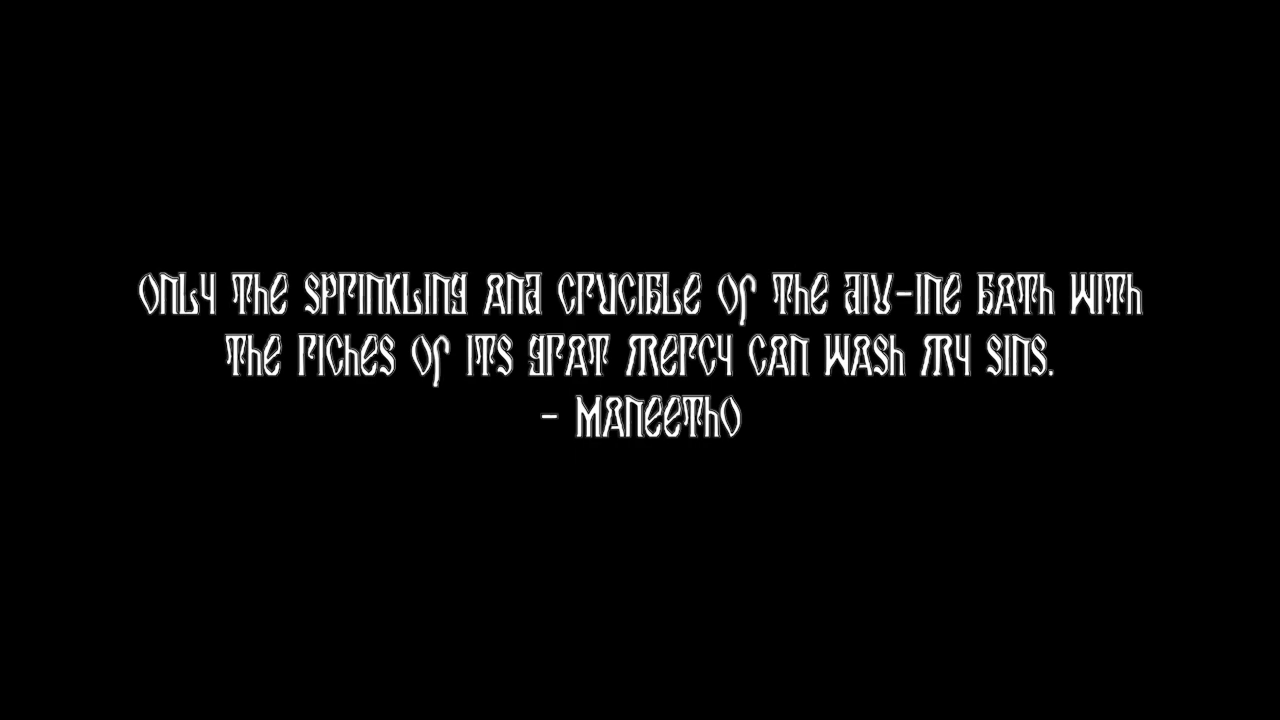 ONLY THE SPRINKLING AND CRUCIBLE OF THE DIV-INE BATH WITH
THE RICHES OF ITS GRAT MERCY CAN WASH MY SINS.
- MANEETHO